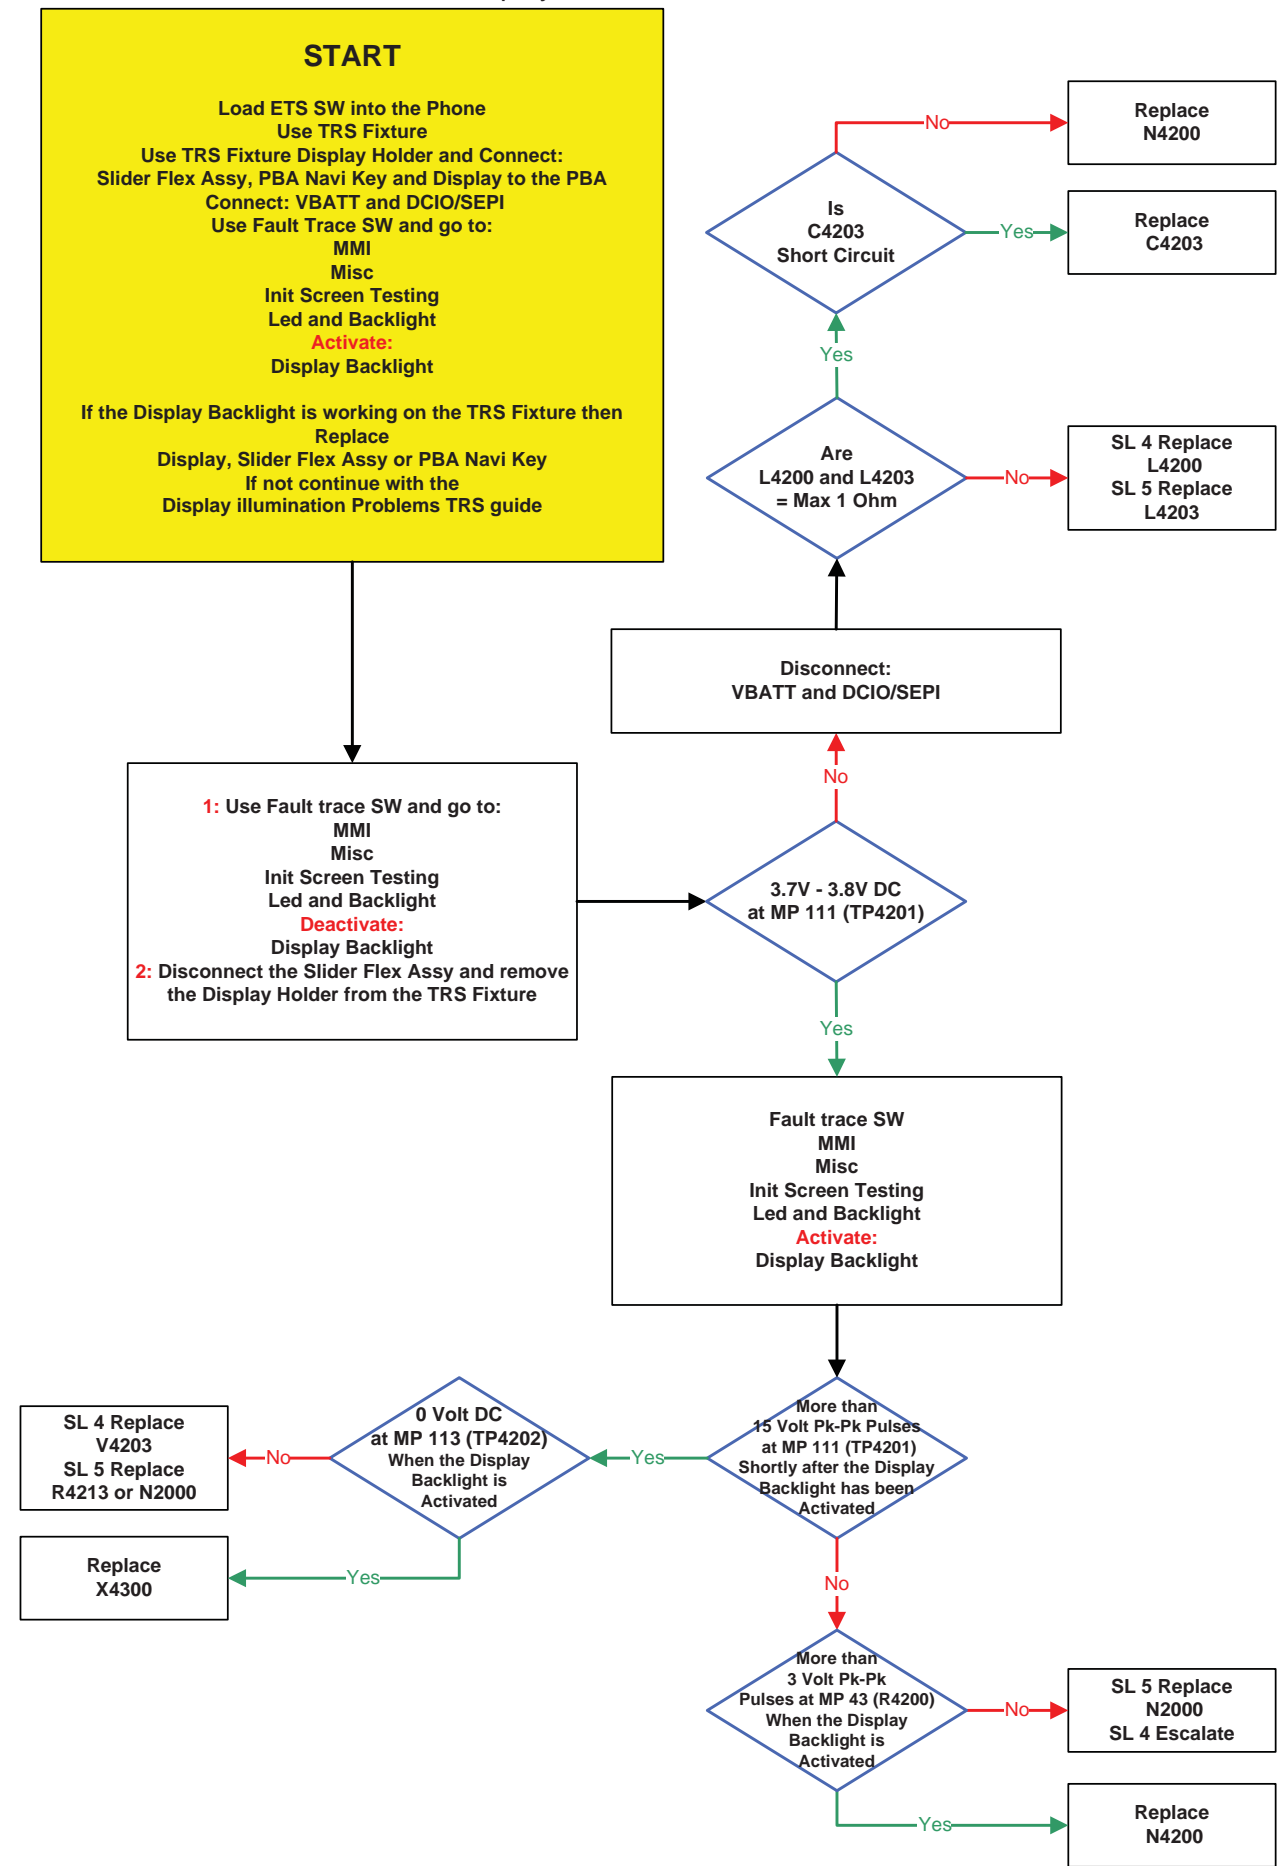 START
Load ETS SW into the Phone
Use TRS Fixture
Use TRS Fixture Display Holder and Connect:
Slider Flex Assy, PBA Navi Key and Display to the PBA
Connect: VBATT and DCIO/SEPI
Use Fault Trace SW and go to:
MMI
Misc
Init Screen Testing
Led and Backlight
Activate:
Display Backlight
If the Display Backlight is working on the TRS Fixture then
Replace
Display, Slider Flex Assy or PBA Navi Key
If not continue with the
Display illumination Problems TRS guide
No
Replace
N4200
Is
C4203
Short Circuit
Yes
Replace
C4203
Yes
Are
L4200 and L4203
= Max 1 Ohm
No
SL 4 Replace
L4200
SL 5 Replace
L4203
Disconnect:
VBATT and DCIO/SEPI
No
1: Use Fault trace SW and go to:
MMI
Misc
Init Screen Testing
Led and Backlight
Deactivate:
Display Backlight
2: Disconnect the Slider Flex Assy and remove
the Display Holder from the TRS Fixture
3.7V - 3.8V DC
at MP 111 (TP4201)
Yes
Fault trace SW
MMI
Misc
Init Screen Testing
Led and Backlight
Activate:
Display Backlight
More than
15 Volt Pk-Pk Pulses
at MP 111 (TP4201)
Shortly after the Display
Backlight has been
Activated
Yes
0 Volt DC
at MP 113 (TP4202)
When the Display
Backlight is
Activated
No
SL 4 Replace
V4203
SL 5 Replace
R4213 or N2000
Yes
Replace
X4300
No
More than
3 Volt Pk-Pk
Pulses at MP 43 (R4200)
When the Display
Backlight is
Activated
No
SL 5 Replace
N2000
SL 4 Escalate
Yes
Replace
N4200